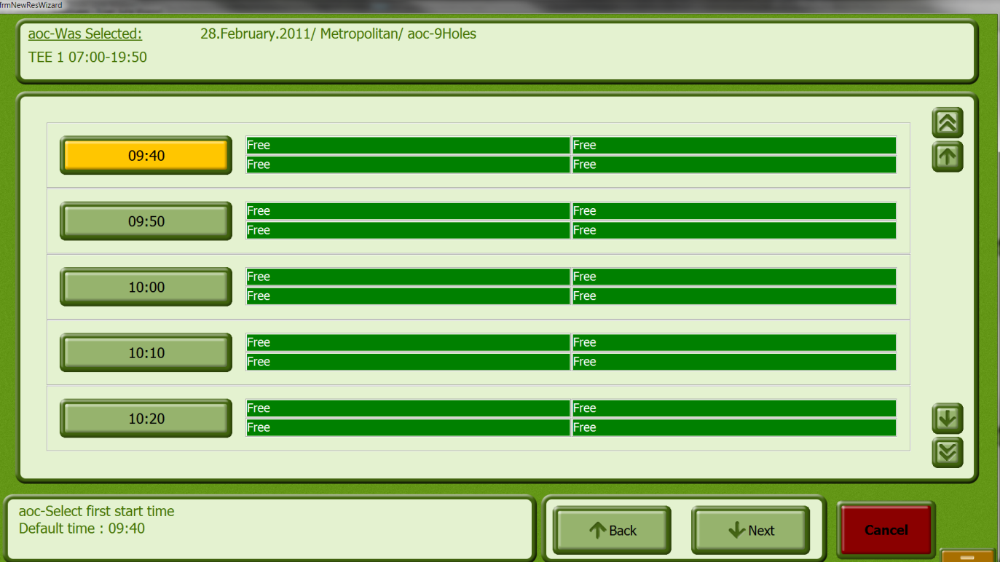 frmNewResWizard
aoc-Was Selected: 28.February.2011/ Metropolitan/ aoc-9Holes
TEE 1 07:00-19:50
09:40 Free Free
Free Free
09:50 Free Free
Free Free
10:00 Free Free
Free Free
10:10 Free Free
Free Free
10:20 Free Free
Free Free
aoc-Select first start time
Default time : 09:40
Back Next Cancel